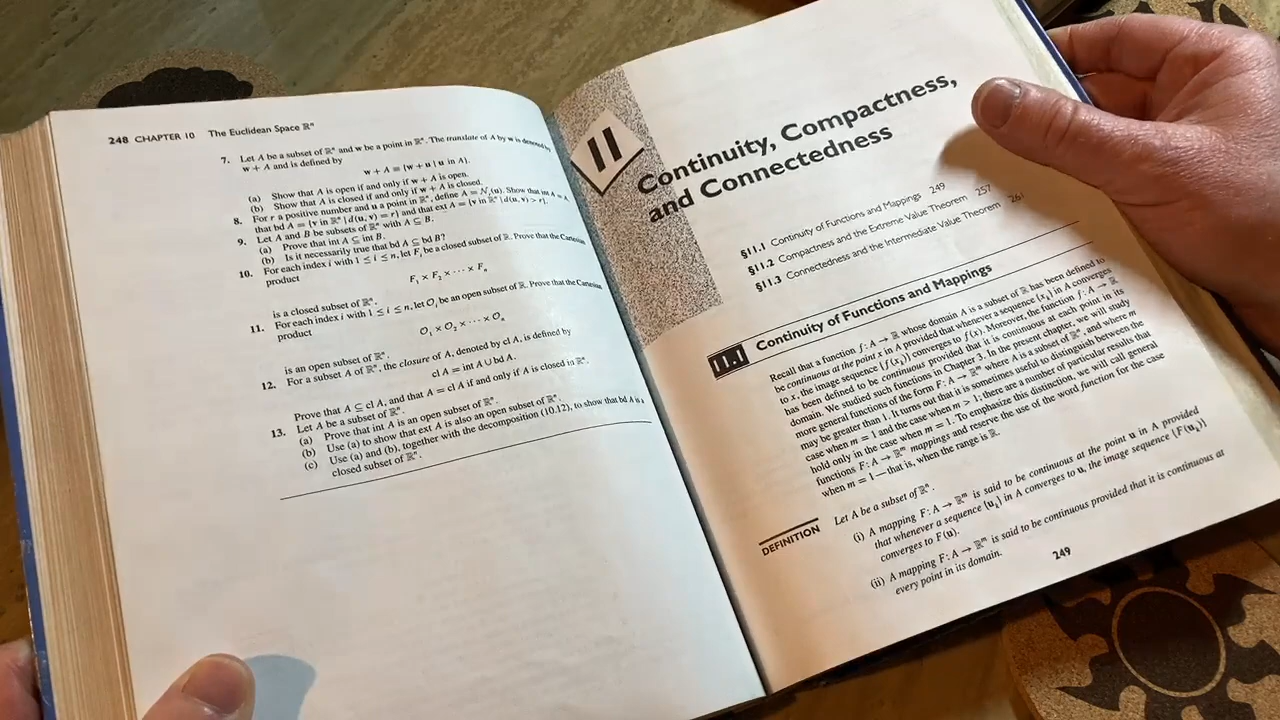 248 CHAPTER 10 The Euclidean Space ℝⁿ
7. Let A be a subset of ℝⁿ and w be a point in ℝⁿ. The translate of A by w is denoted by
w + A and is defined by
w + A ≡ {w + u | u in A}.
(a) Show that A is open if and only if w + A is open.
(b) Show that A is closed if and only if w + A is closed.
8. For r a positive number and u a point in ℝⁿ, define A = 𝒩ᵣ(u). Show that int A = A,
that bd A = {v in ℝⁿ | d(u, v) = r} and that ext A = {v in ℝⁿ | d(u, v) > r}.
9. Let A and B be subsets of ℝⁿ with A ⊆ B.
(a) Prove that int A ⊆ int B.
(b) Is it necessarily true that bd A ⊆ bd B?
10. For each index i with 1 ≤ i ≤ n, let Fᵢ be a closed subset of ℝ. Prove that the Cartesian
product
F₁ × F₂ × ⋯ × Fₙ
is a closed subset of ℝⁿ.
11. For each index i with 1 ≤ i ≤ n, let Oᵢ be an open subset of ℝ. Prove that the Cartesian
product
O₁ × O₂ × ⋯ × Oₙ
is an open subset of ℝⁿ.
12. For a subset A of ℝⁿ, the closure of A, denoted by cl A, is defined by
cl A = int A ∪ bd A.
Prove that A ⊆ cl A, and that A = cl A if and only if A is closed in ℝⁿ.
13. Let A be a subset of ℝⁿ.
(a) Prove that int A is an open subset of ℝⁿ.
(b) Use (a) to show that ext A is also an open subset of ℝⁿ.
(c) Use (a) and (b), together with the decomposition (10.12), to show that bd A is a
closed subset of ℝⁿ.
11
Continuity, Compactness,
and Connectedness
§11.1 Continuity of Functions and Mappings 249
§11.2 Compactness and the Extreme Value Theorem 257
§11.3 Connectedness and the Intermediate Value Theorem 261
11.1 Continuity of Functions and Mappings
Recall that a function f: A → ℝ whose domain A is a subset of ℝ has been defined to
be continuous at the point x in A provided that whenever a sequence {xₖ} in A converges
to x, the image sequence {f(xₖ)} converges to f(x). Moreover, the function f: A → ℝ
has been defined to be continuous provided that it is continuous at each point in its
domain. We studied such functions in Chapter 3. In the present chapter, we will study
more general functions of the form F: A → ℝᵐ where A is a subset of ℝⁿ, and where m
may be greater than 1. It turns out that it is sometimes useful to distinguish between the
case when m = 1 and the case when m > 1; there are a number of particular results that
hold only in the case when m = 1. To emphasize this distinction, we will call general
functions F: A → ℝᵐ mappings and reserve the use of the word function for the case
when m = 1—that is, when the range is ℝ.
DEFINITION Let A be a subset of ℝⁿ.
(i) A mapping F: A → ℝᵐ is said to be continuous at the point u in A provided
that whenever a sequence {uₖ} in A converges to u, the image sequence {F(uₖ)}
converges to F(u).
(ii) A mapping F: A → ℝᵐ is said to be continuous provided that it is continuous at
every point in its domain.
249